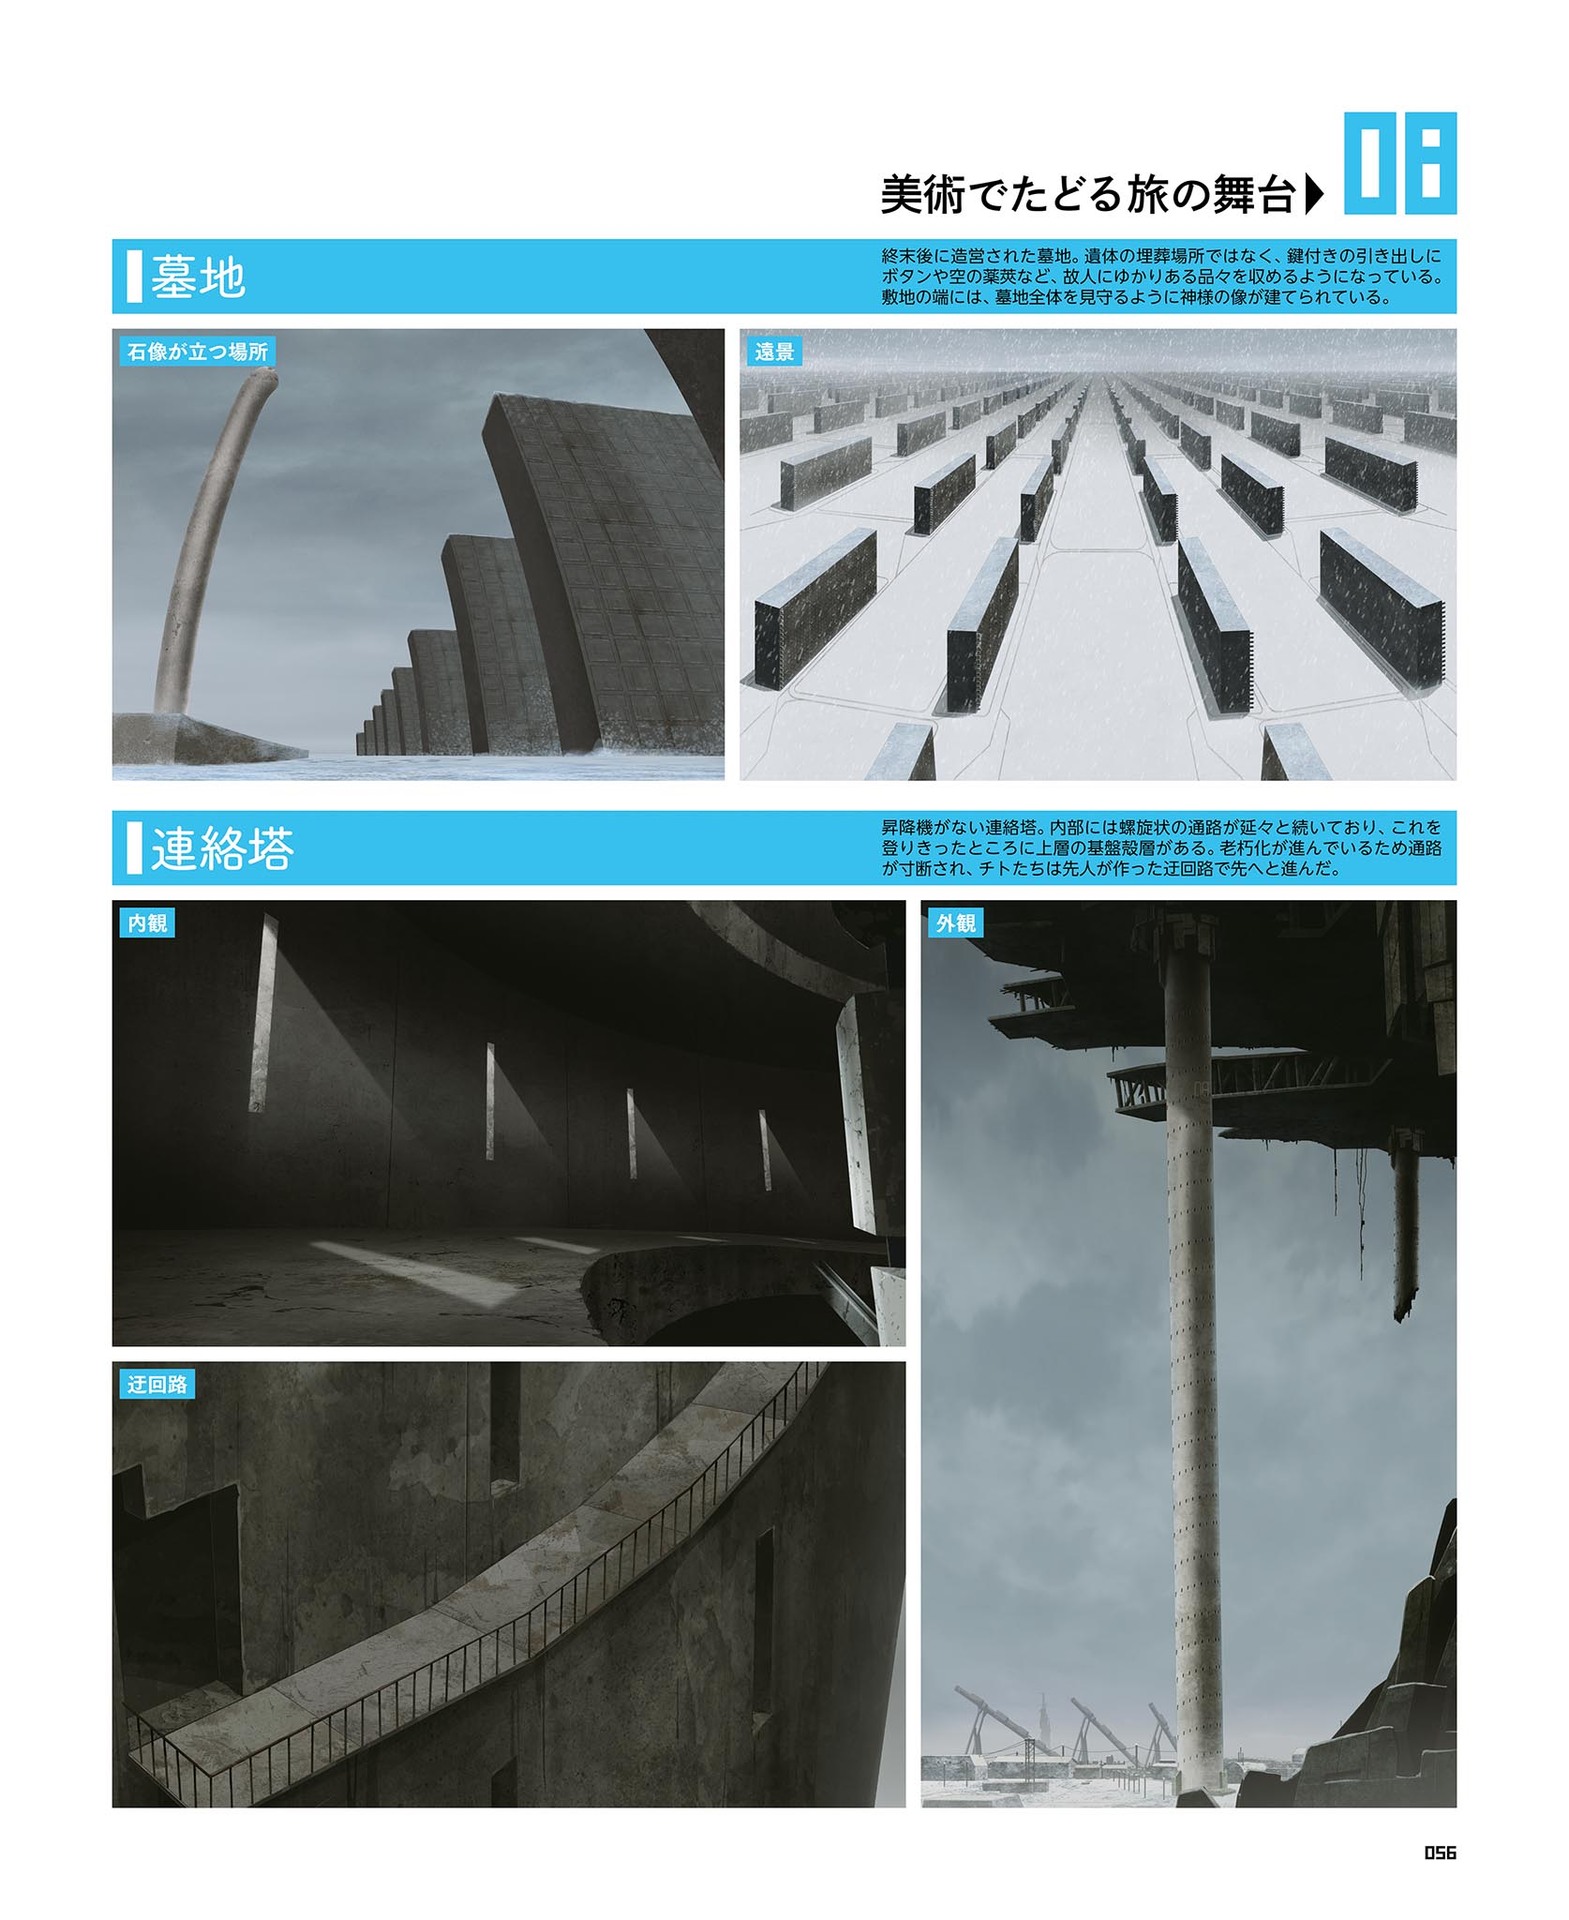 美術でたどる旅の舞台▶ 08
墓地
終末後に造営された墓地。遺体の埋葬場所ではなく、鍵付きの引き出しに
ボタンや空の薬莢など、故人にゆかりある品々を収めるようになっている。
敷地の端には、墓地全体を見守るように神様の像が建てられている。
石像が立つ場所
遠景
連絡塔
昇降機がない連絡塔。内部には螺旋状の通路が延々と続いており、これを
登りきったところに上層の基盤殻層がある。老朽化が進んでいるため通路
が寸断され、チトたちは先人が作った迂回路で先へと進んだ。
内観
外観
迂回路
056